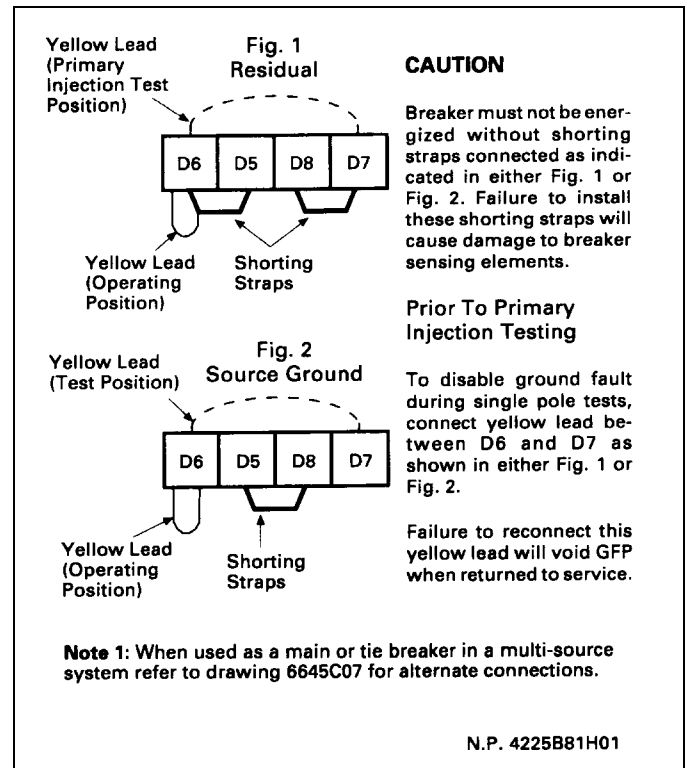 Yellow Lead
(Primary
Injection Test
Position)
Fig. 1
Residual
D6 D5 D8 D7
Yellow Lead
(Operating
Position)
Shorting
Straps
Yellow Lead
(Test Position)
Fig. 2
Source Ground
D6 D5 D8 D7
Yellow Lead
(Operating
Position)
Shorting
Straps
CAUTION
Breaker must not be ener-
gized without shorting
straps connected as indi-
cated in either Fig. 1 or
Fig. 2. Failure to install
these shorting straps will
cause damage to breaker
sensing elements.
Prior To Primary
Injection Testing
To disable ground fault
during single pole tests,
connect yellow lead be-
tween D6 and D7 as
shown in either Fig. 1 or
Fig. 2.
Failure to reconnect this
yellow lead will void GFP
when returned to service.
Note 1: When used as a main or tie breaker in a multi-source
system refer to drawing 6645C07 for alternate connections.
N.P. 4225B81H01